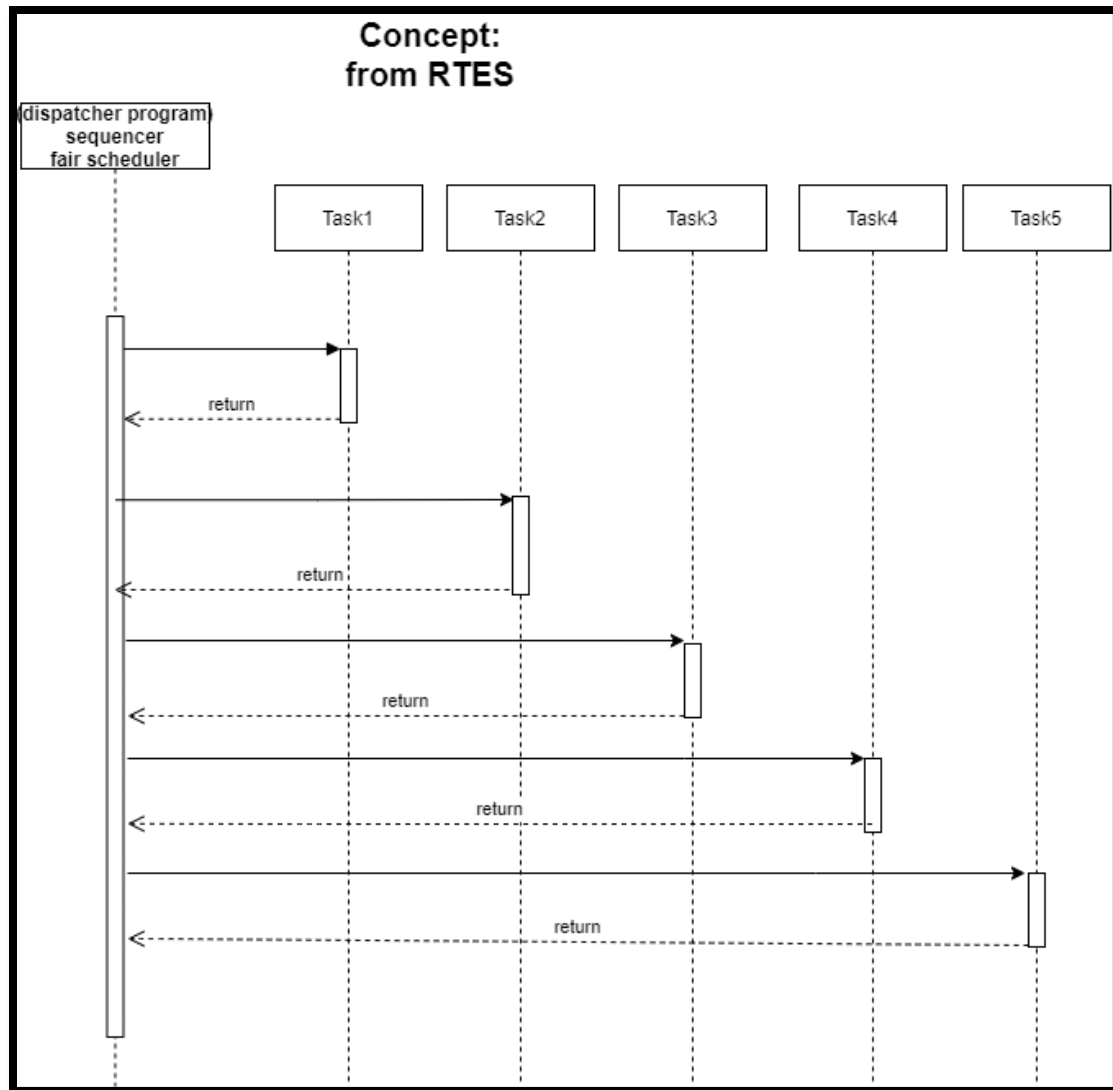 Concept:
from RTES
(dispatcher program)
sequencer
fair scheduler
Task1
Task2
Task3
Task4
Task5
return
return
return
return
return